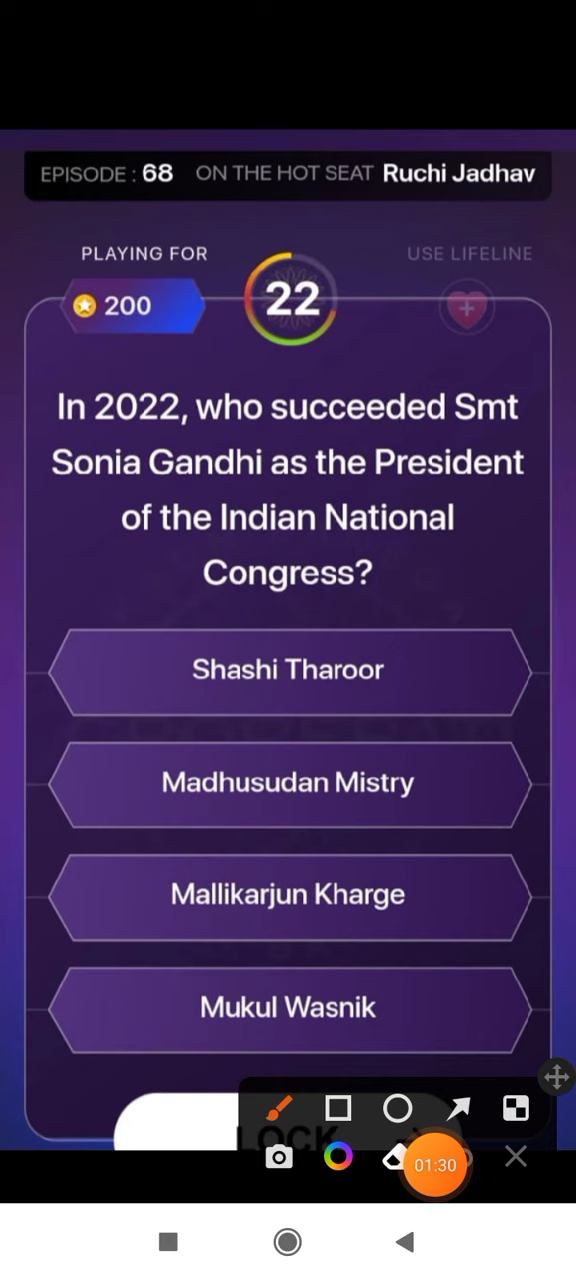 EPISODE : 68 ON THE HOT SEAT Ruchi Jadhav
PLAYING FOR
USE LIFELINE
200
22
In 2022, who succeeded Smt
Sonia Gandhi as the President
of the Indian National
Congress?
Shashi Tharoor
Madhusudan Mistry
Mallikarjun Kharge
Mukul Wasnik
LOCK
01:30